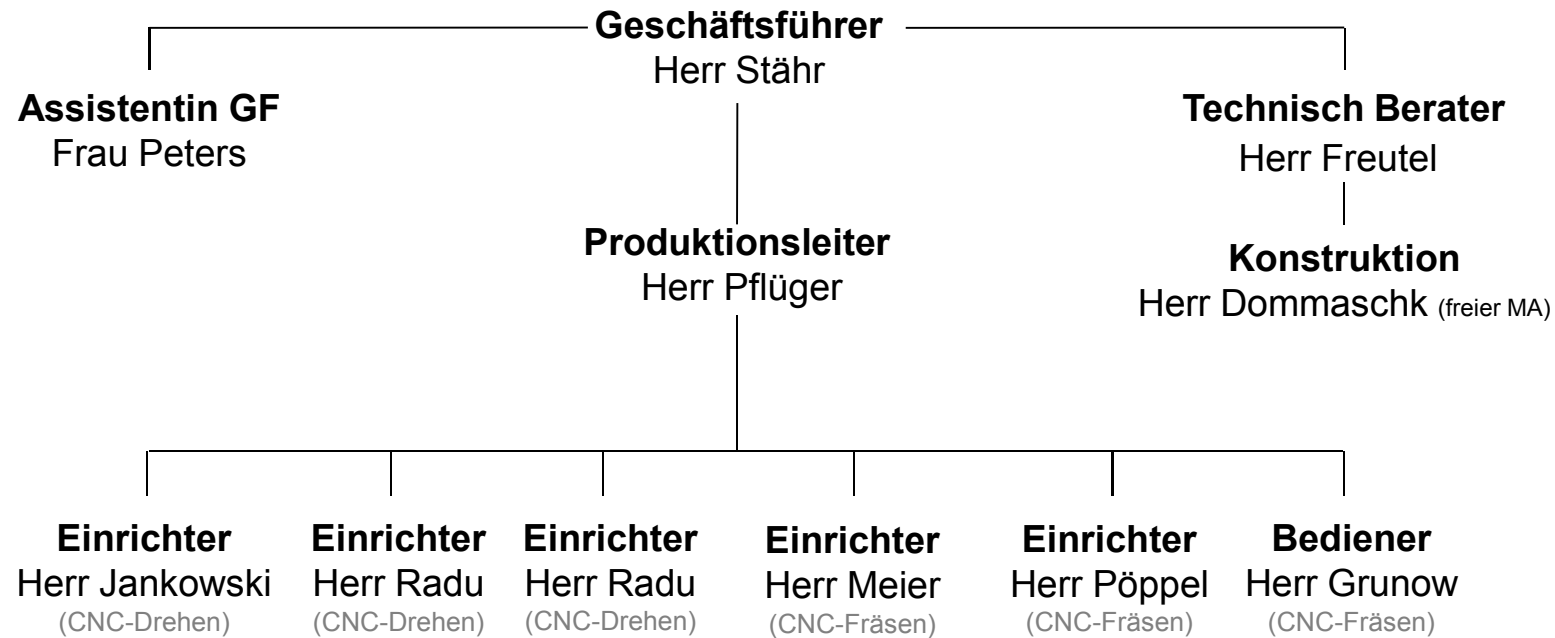 Geschäftsführer
Herr Stähr
Assistentin GF
Frau Peters
Technisch Berater
Herr Freutel
Produktionsleiter
Herr Pflüger
Konstruktion
Herr Dommaschk (freier MA)
Einrichter
Herr Jankowski
(CNC-Drehen)
Einrichter
Herr Radu
(CNC-Drehen)
Einrichter
Herr Radu
(CNC-Drehen)
Einrichter
Herr Meier
(CNC-Fräsen)
Einrichter
Herr Pöppel
(CNC-Fräsen)
Bediener
Herr Grunow
(CNC-Fräsen)